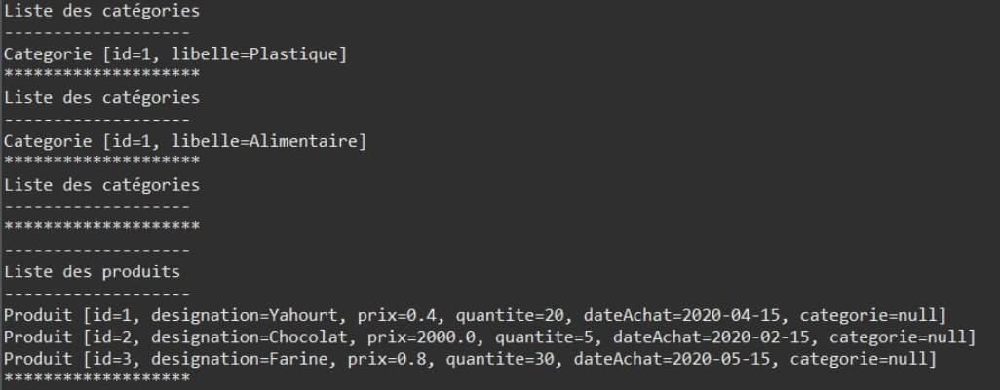 Liste des catégories
-------------------
Categorie [id=1, libelle=Plastique]
********************
Liste des catégories
-------------------
Categorie [id=1, libelle=Alimentaire]
********************
Liste des catégories
-------------------
********************
-------------------
Liste des produits
-------------------
Produit [id=1, designation=Yahourt, prix=0.4, quantite=20, dateAchat=2020-04-15, categorie=null]
Produit [id=2, designation=Chocolat, prix=2000.0, quantite=5, dateAchat=2020-02-15, categorie=null]
Produit [id=3, designation=Farine, prix=0.8, quantite=30, dateAchat=2020-05-15, categorie=null]
*******************